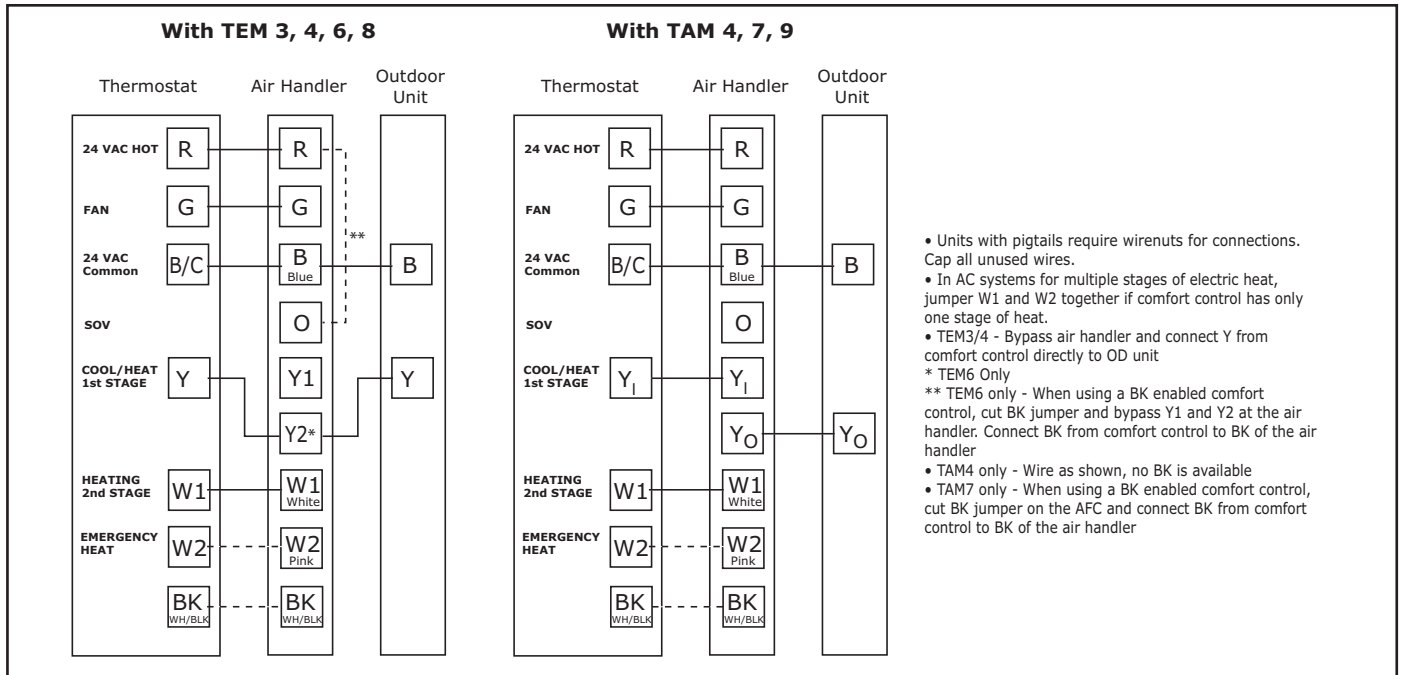 With TEM 3, 4, 6, 8
Thermostat
Air Handler
Outdoor
Unit
24 VAC HOT
R
R
FAN
G
G
**
24 VAC
Common
B/C
B
Blue
B
SOV
O
COOL/HEAT
1st STAGE
Y
Y1
Y
Y2*
HEATING
2nd STAGE
W1
W1
White
EMERGENCY
HEAT
W2
W2
Pink
BK
WH/BLK
BK
WH/BLK
With TAM 4, 7, 9
Thermostat
Air Handler
Outdoor
Unit
24 VAC HOT
R
R
FAN
G
G
24 VAC
Common
B/C
B
Blue
B
SOV
O
COOL/HEAT
1st STAGE
YI
YI
YO
YO
HEATING
2nd STAGE
W1
W1
White
EMERGENCY
HEAT
W2
W2
Pink
BK
WH/BLK
BK
WH/BLK
• Units with pigtails require wirenuts for connections.
Cap all unused wires.
• In AC systems for multiple stages of electric heat,
jumper W1 and W2 together if comfort control has only
one stage of heat.
• TEM3/4 - Bypass air handler and connect Y from
comfort control directly to OD unit
* TEM6 Only
** TEM6 only - When using a BK enabled comfort
control, cut BK jumper and bypass Y1 and Y2 at the air
handler. Connect BK from comfort control to BK of the air
handler
• TAM4 only - Wire as shown, no BK is available
• TAM7 only - When using a BK enabled comfort control,
cut BK jumper on the AFC and connect BK from comfort
control to BK of the air handler